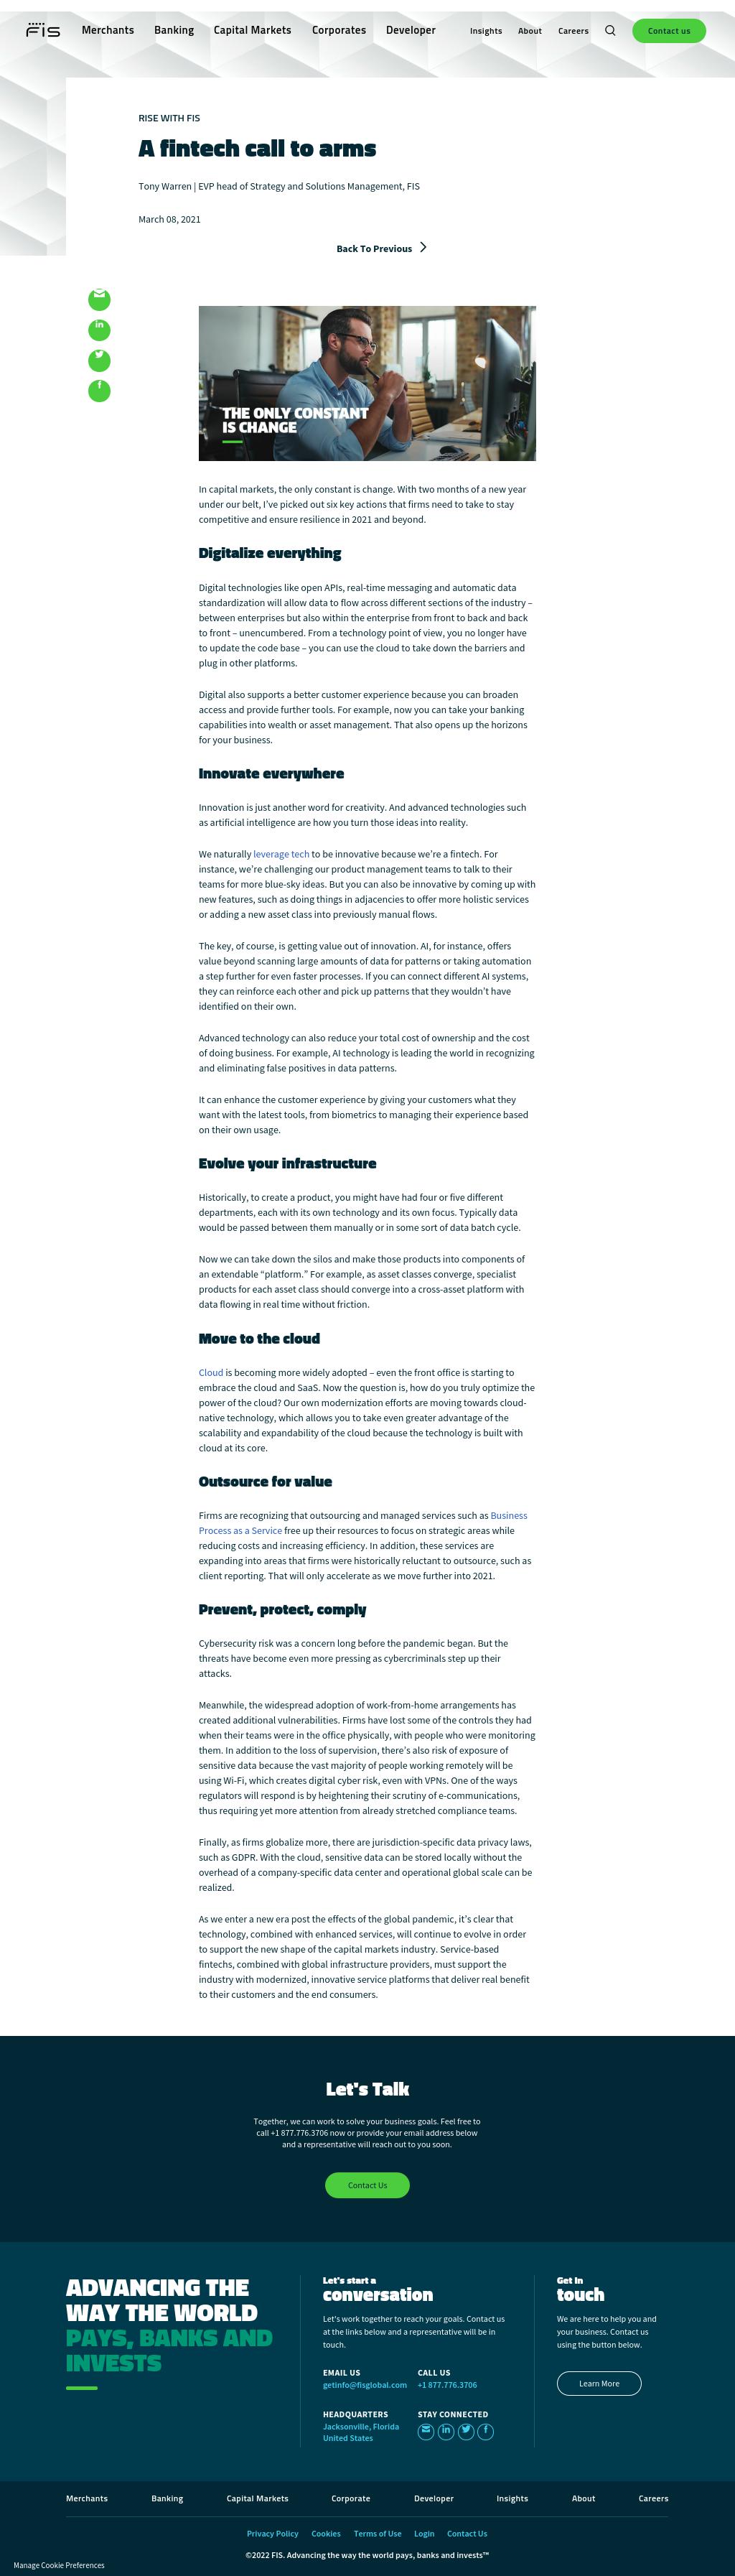 FIS Merchants Banking Capital Markets Corporates Developer Insights About Careers Contact us
RISE WITH FIS
A fintech call to arms
Tony Warren | EVP head of Strategy and Solutions Management, FIS
March 08, 2021
Back To Previous
THE ONLY CONSTANT
IS CHANGE
In capital markets, the only constant is change. With two months of a new year
under our belt, I’ve picked out six key actions that firms need to take to stay
competitive and ensure resilience in 2021 and beyond.
Digitalize everything
Digital technologies like open APIs, real-time messaging and automatic data
standardization will allow data to flow across different sections of the industry –
between enterprises but also within the enterprise from front to back and back
to front – unencumbered. From a technology point of view, you no longer have
to update the code base – you can use the cloud to take down the barriers and
plug in other platforms.
Digital also supports a better customer experience because you can broaden
access and provide further tools. For example, now you can take your banking
capabilities into wealth or asset management. That also opens up the horizons
for your business.
Innovate everywhere
Innovation is just another word for creativity. And advanced technologies such
as artificial intelligence are how you turn those ideas into reality.
We naturally leverage tech to be innovative because we’re a fintech. For
instance, we’re challenging our product management teams to talk to their
teams for more blue-sky ideas. But you can also be innovative by coming up with
new features, such as doing things in adjacencies to offer more holistic services
or adding a new asset class into previously manual flows.
The key, of course, is getting value out of innovation. AI, for instance, offers
value beyond scanning large amounts of data for patterns or taking automation
a step further for even faster processes. If you can connect different AI systems,
they can reinforce each other and pick up patterns that they wouldn’t have
identified on their own.
Advanced technology can also reduce your total cost of ownership and the cost
of doing business. For example, AI technology is leading the world in recognizing
and eliminating false positives in data patterns.
It can enhance the customer experience by giving your customers what they
want with the latest tools, from biometrics to managing their experience based
on their own usage.
Evolve your infrastructure
Historically, to create a product, you might have had four or five different
departments, each with its own technology and its own focus. Typically data
would be passed between them manually or in some sort of data batch cycle.
Now we can take down the silos and make those products into components of
an extendable “platform.” For example, as asset classes converge, specialist
products for each asset class should converge into a cross-asset platform with
data flowing in real time without friction.
Move to the cloud
Cloud is becoming more widely adopted – even the front office is starting to
embrace the cloud and SaaS. Now the question is, how do you truly optimize the
power of the cloud? Our own modernization efforts are moving towards cloud-
native technology, which allows you to take even greater advantage of the
scalability and expandability of the cloud because the technology is built with
cloud at its core.
Outsource for value
Firms are recognizing that outsourcing and managed services such as Business
Process as a Service free up their resources to focus on strategic areas while
reducing costs and increasing efficiency. In addition, these services are
expanding into areas that firms were historically reluctant to outsource, such as
client reporting. That will only accelerate as we move further into 2021.
Prevent, protect, comply
Cybersecurity risk was a concern long before the pandemic began. But the
threats have become even more pressing as cybercriminals step up their
attacks.
Meanwhile, the widespread adoption of work-from-home arrangements has
created additional vulnerabilities. Firms have lost some of the controls they had
when their teams were in the office physically, with people who were monitoring
them. In addition to the loss of supervision, there’s also risk of exposure of
sensitive data because the vast majority of people working remotely will be
using Wi-Fi, which creates digital cyber risk, even with VPNs. One of the ways
regulators will respond is by heightening their scrutiny of e-communications,
thus requiring yet more attention from already stretched compliance teams.
Finally, as firms globalize more, there are jurisdiction-specific data privacy laws,
such as GDPR. With the cloud, sensitive data can be stored locally without the
overhead of a company-specific data center and operational global scale can be
realized.
As we enter a new era post the effects of the global pandemic, it’s clear that
technology, combined with enhanced services, will continue to evolve in order
to support the new shape of the capital markets industry. Service-based
fintechs, combined with global infrastructure providers, must support the
industry with modernized, innovative service platforms that deliver real benefit
to their customers and the end consumers.
Let's Talk
Together, we can work to solve your business goals. Feel free to
call +1 877.776.3706 now or provide your email address below
and a representative will reach out to you soon.
Contact Us
ADVANCING THE
WAY THE WORLD
PAYS, BANKS AND
INVESTS
Let's start a
conversation
Let's work together to reach your goals. Contact us
at the links below and a representative will be in
touch.
EMAIL US
getinfo@fisglobal.com
CALL US
+1 877.776.3706
HEADQUARTERS
Jacksonville, Florida
United States
STAY CONNECTED
Get in
touch
We are here to help you and
your business. Contact us
using the button below.
Learn More
Merchants Banking Capital Markets Corporate Developer Insights About Careers
Privacy Policy Cookies Terms of Use Login Contact Us
©2022 FIS. Advancing the way the world pays, banks and invests™
Manage Cookie Preferences